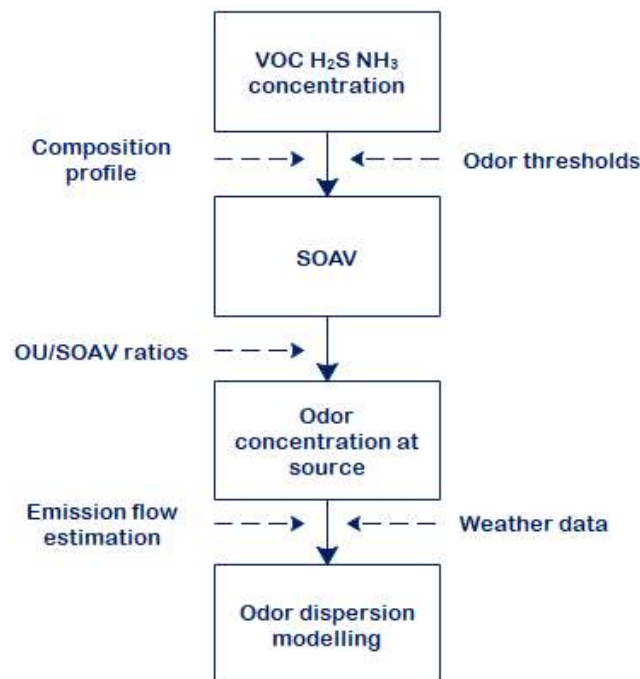 VOC H₂S NH₃
concentration
Composition
profile
Odor thresholds
SOAV
OU/SOAV ratios
Odor
concentration at
source
Emission flow
estimation
Weather data
Odor dispersion
modelling